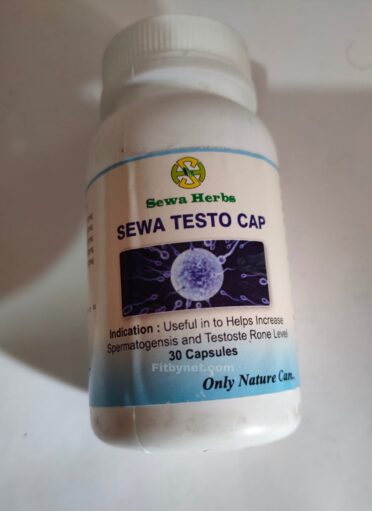 Sewa Herbs
SEWA TESTO CAP
Indication : Useful in to Helps Increase
Spermatogensis and Testoste Rone Level
30 Capsules
Fitbynet.com
Only Nature Can..